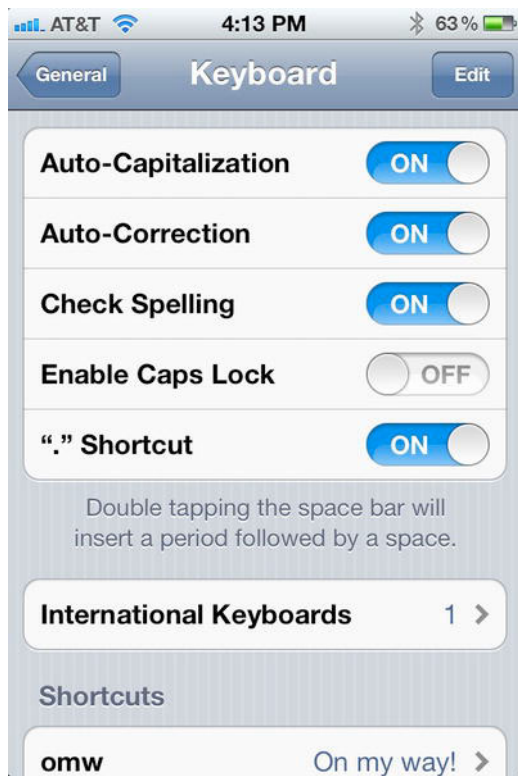 AT&T 4:13 PM 63%
General Keyboard Edit
Auto-Capitalization ON
Auto-Correction ON
Check Spelling ON
Enable Caps Lock OFF
“.” Shortcut ON
Double tapping the space bar will
insert a period followed by a space.
International Keyboards 1
Shortcuts
omw On my way!